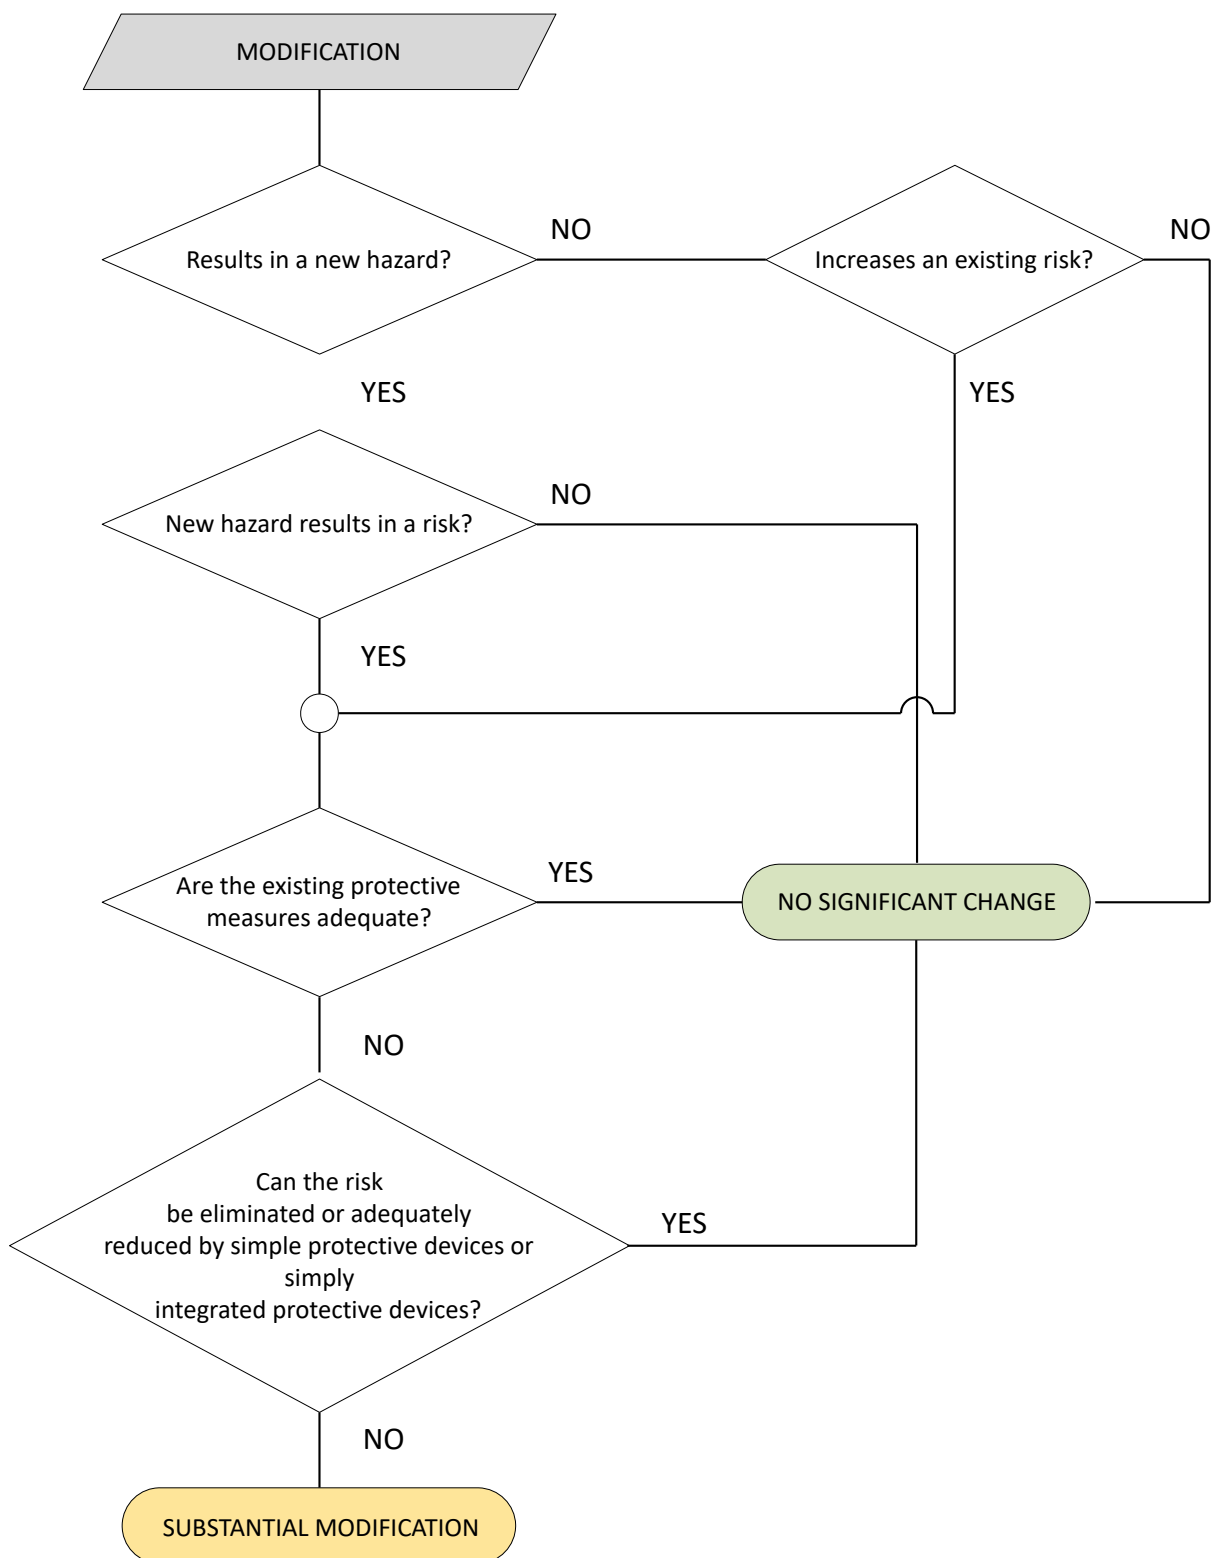 MODIFICATION
NO
NO
Results in a new hazard?
Increases an existing risk?
YES
YES
NO
New hazard results in a risk?
YES
YES
Are the existing protective
measures adequate?
NO SIGNIFICANT CHANGE
NO
Can the risk
be eliminated or adequately
reduced by simple protective devices or
simply
integrated protective devices?
YES
NO
SUBSTANTIAL MODIFICATION